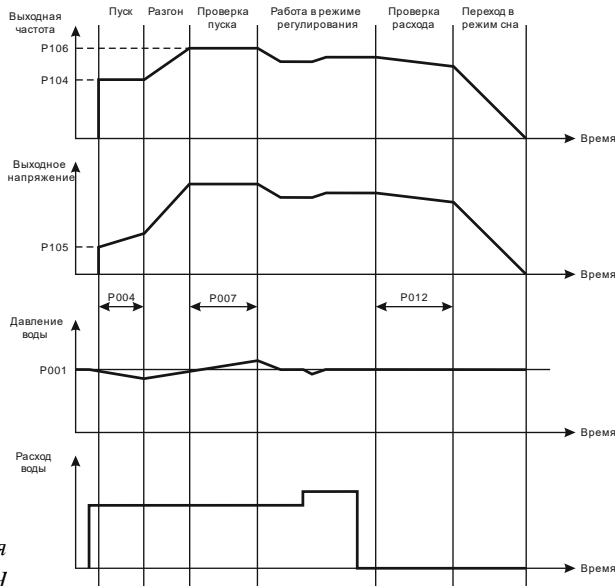 Выходная частота
Пуск
Разгон
Проверка пуска
Работа в режиме регулирования
Проверка расхода
Переход в режим сна
P106
P104
Время
Выходное напряжение
P105
Время
P004
P007
P012
Давление воды
P001
Время
Расход воды
Время
я
Ч